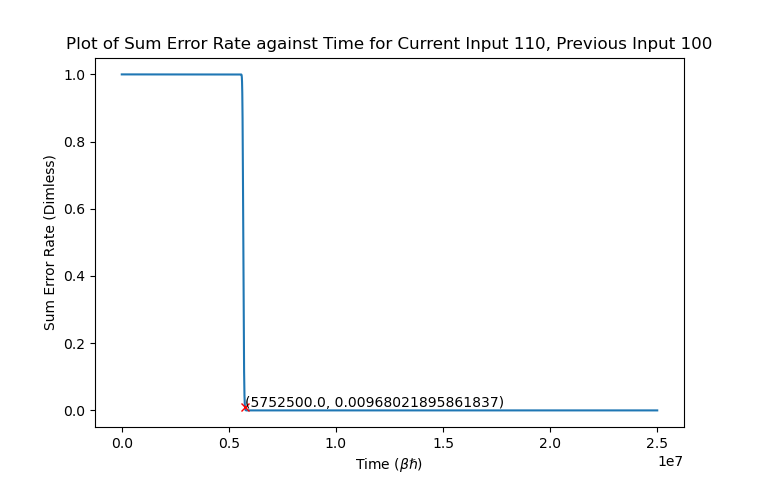 Plot of Sum Error Rate against Time for Current Input 110, Previous Input 100
Sum Error Rate (Dimless)
1.0
0.8
0.6
0.4
0.2
0.0
(5752500.0, 0.00968021895861837)
0.0 0.5 1.0 1.5 2.0 2.5
1e7
Time (βℏ)